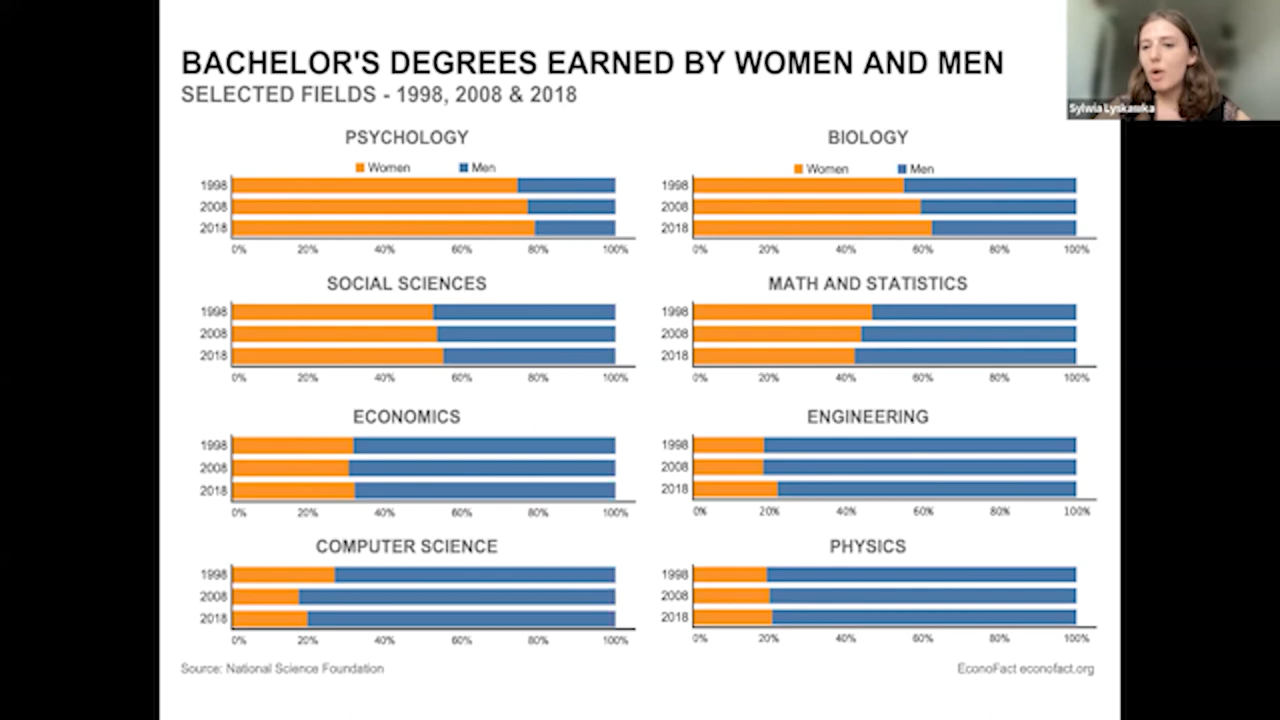 BACHELOR'S DEGREES EARNED BY WOMEN AND MEN
SELECTED FIELDS - 1998, 2008 & 2018
Sylwia Lyskawka
PSYCHOLOGY
Women Men
1998
2008
2018
0% 20% 40% 60% 80% 100%
BIOLOGY
Women Men
1998
2008
2018
0% 20% 40% 60% 80% 100%
SOCIAL SCIENCES
1998
2008
2018
0% 20% 40% 60% 80% 100%
MATH AND STATISTICS
1998
2008
2018
0% 20% 40% 60% 80% 100%
ECONOMICS
1998
2008
2018
0% 20% 40% 60% 80% 100%
ENGINEERING
1998
2008
2018
0% 20% 40% 60% 80% 100%
COMPUTER SCIENCE
1998
2008
2018
0% 20% 40% 60% 80% 100%
PHYSICS
1998
2008
2018
0% 20% 40% 60% 80% 100%
Source: National Science Foundation
EconoFact econofact.org